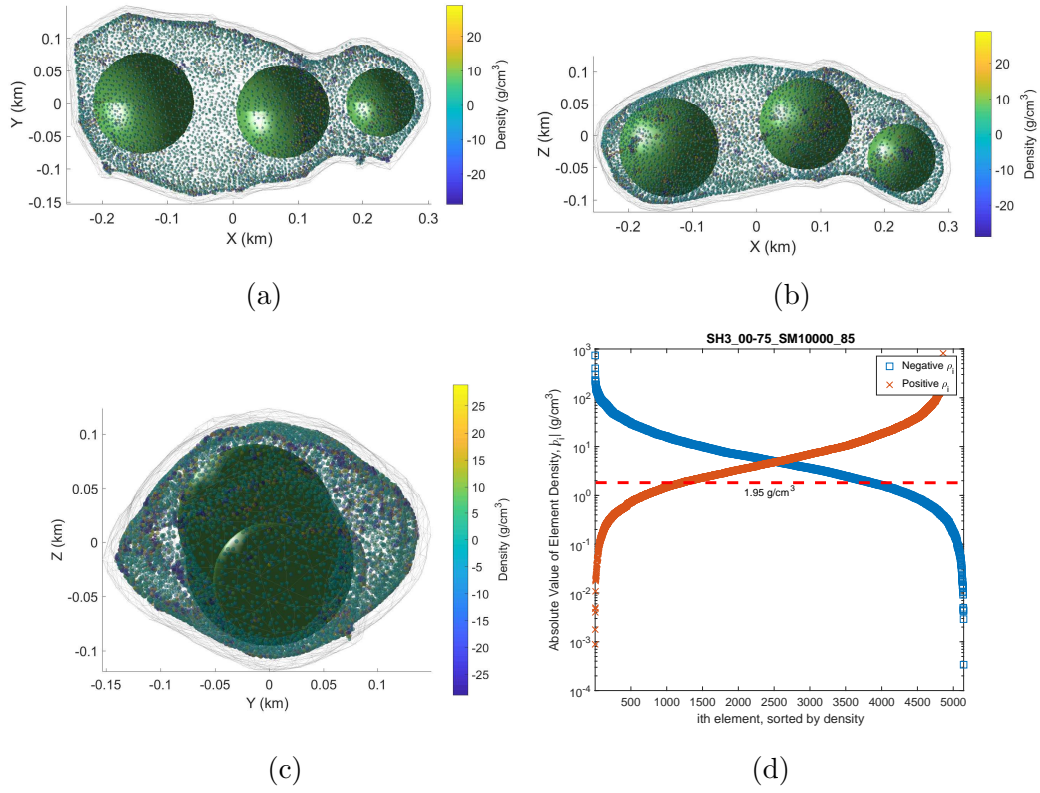 0.15
0.1
0.05
0
-0.05
-0.1
-0.15
Y (km)
-0.2 -0.1 0 0.1 0.2 0.3
X (km)
20
10
0
-10
-20
Density (g/cm³)
(a)
0.1
0.05
0
-0.05
-0.1
Z (km)
-0.2 -0.1 0 0.1 0.2 0.3
X (km)
20
10
0
-10
-20
Density (g/cm³)
(b)
0.1
0.05
0
-0.05
-0.1
Z (km)
-0.15 -0.1 -0.05 0 0.05 0.1
Y (km)
25
20
15
10
5
0
-5
-10
-15
-20
-25
Density (g/cm³)
(c)
SH3_00-75_SM10000_85
10³
10²
10¹
10⁰
10⁻¹
10⁻²
10⁻³
10⁻⁴
Absolute Value of Element Density, |ρᵢ| (g/cm³)
Negative ρᵢ
Positive ρᵢ
1.95 g/cm³
500 1000 1500 2000 2500 3000 3500 4000 4500 5000
ith element, sorted by density
(d)